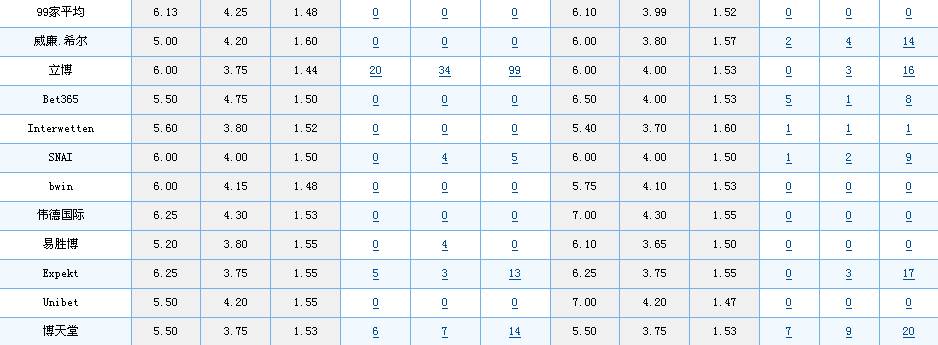 99家平均 6.13 4.25 1.48 0 0 0 6.10 3.99 1.52 0 0 0
威廉.希尔 5.00 4.20 1.60 0 0 0 6.00 3.80 1.57 2 4 14
立博 6.00 3.75 1.44 20 34 99 6.00 4.00 1.53 0 3 16
Bet365 5.50 4.75 1.50 0 0 0 6.50 4.00 1.53 5 1 8
Interwetten 5.60 3.80 1.52 0 0 0 5.40 3.70 1.60 1 1 1
SNAI 6.00 4.00 1.50 0 4 5 6.00 4.00 1.50 1 2 9
bwin 6.00 4.15 1.48 0 0 0 5.75 4.10 1.53 0 0 0
伟德国际 6.25 4.30 1.53 0 0 0 7.00 4.30 1.55 0 0 0
易胜博 5.20 3.80 1.55 0 4 0 6.10 3.65 1.50 0 0 0
Expekt 6.25 3.75 1.55 5 3 13 6.25 3.75 1.55 0 3 17
Unibet 5.50 4.20 1.55 0 0 0 7.00 4.20 1.47 0 0 0
博天堂 5.50 3.75 1.53 6 7 14 5.50 3.75 1.53 7 9 20